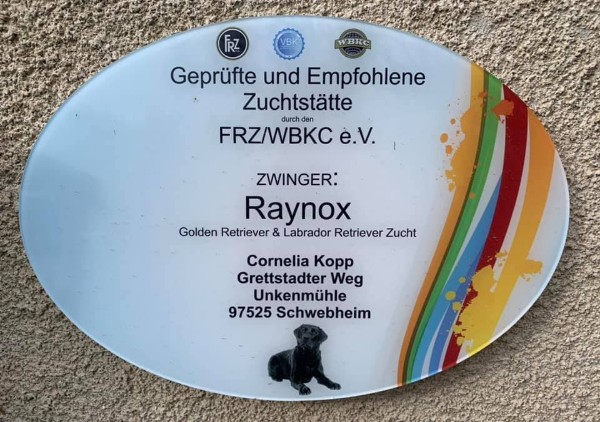 FRZ VBK WBKC
Geprüfte und Empfohlene
Zuchtstätte
durch den
FRZ/WBKC e.V.
ZWINGER:
Raynox
Golden Retriever & Labrador Retriever Zucht
Cornelia Kopp
Grettstadter Weg
Unkenmühle
97525 Schwebheim